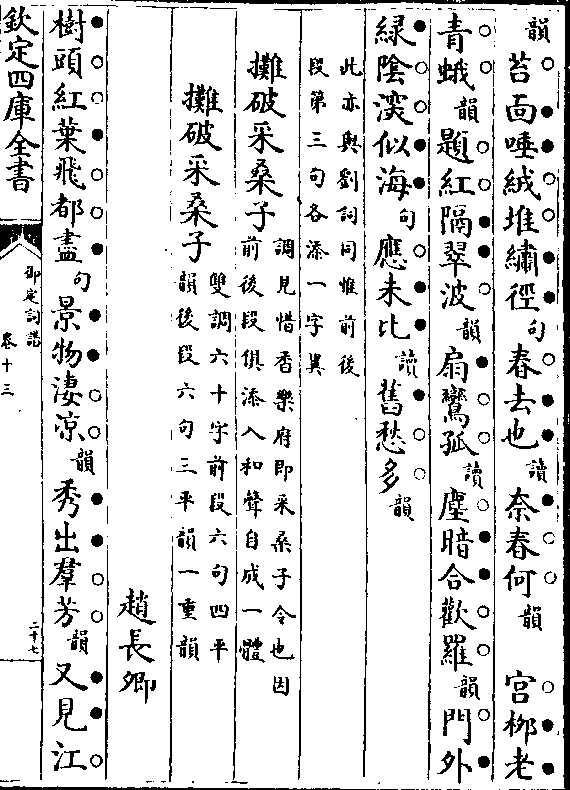 韻苔面唾絨堆繡徑句春去也讀奈春何韻　宮栁老
青蛾韻題紅隔翠波韻扇鸞孤讀塵暗合歡羅韻門外
緑陰深似海句應未比讀舊愁多韻
此亦與劉詞同惟前後
段第三句各添一字異
攤破采桑子
調見惜香樂府即采桑子令也因
前後段俱添入和聲自成一體
攤破采桑子
雙調六十字前段六句四平
韻後段六句三平韻一重韻
趙長卿
樹頭紅葉飛都盡句景物淒凉韻秀出羣芳韻又見江
欽定四庫全書
御定詞譜
卷十三
二十七